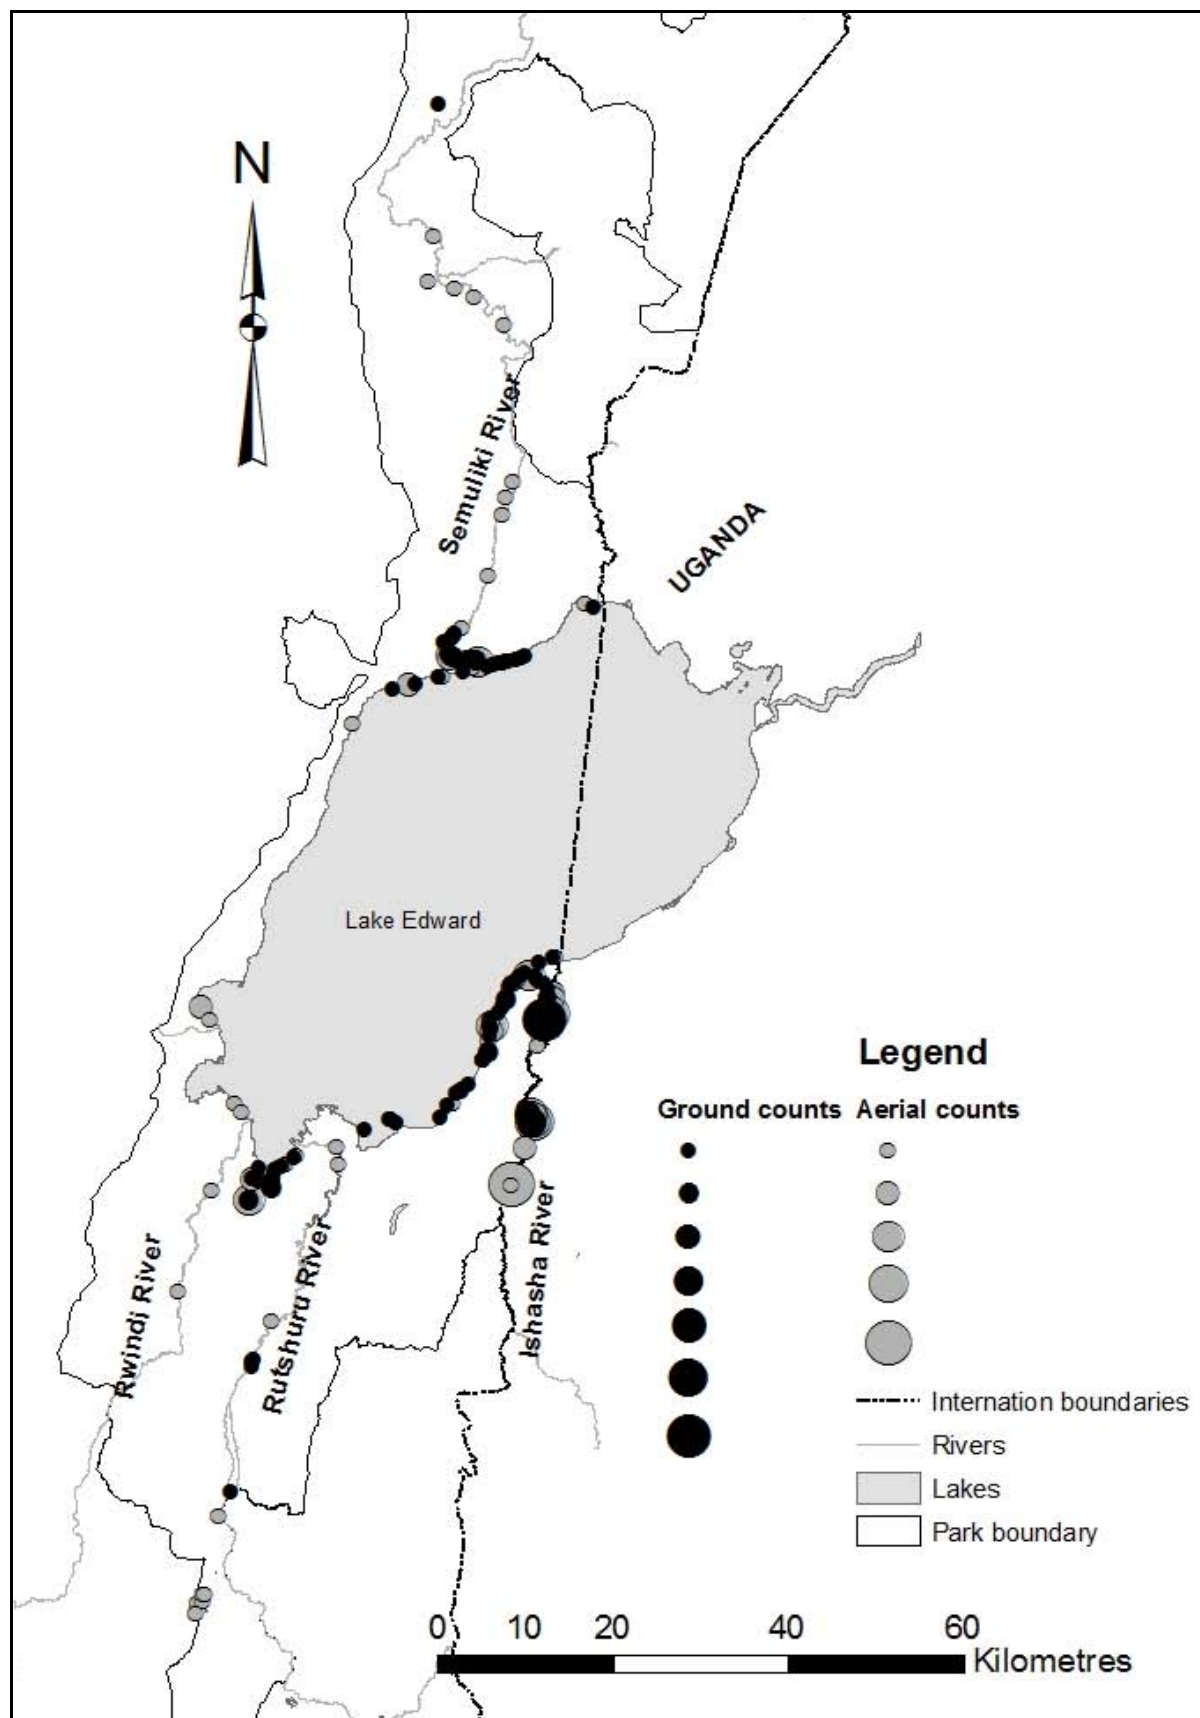 N
Semuliki River
UGANDA
Lake Edward
Rwindi River
Rutshuru River
Ishasha River
Legend
Ground counts Aerial counts
Internation boundaries
Rivers
Lakes
Park boundary
0 10 20 40 60
Kilometres